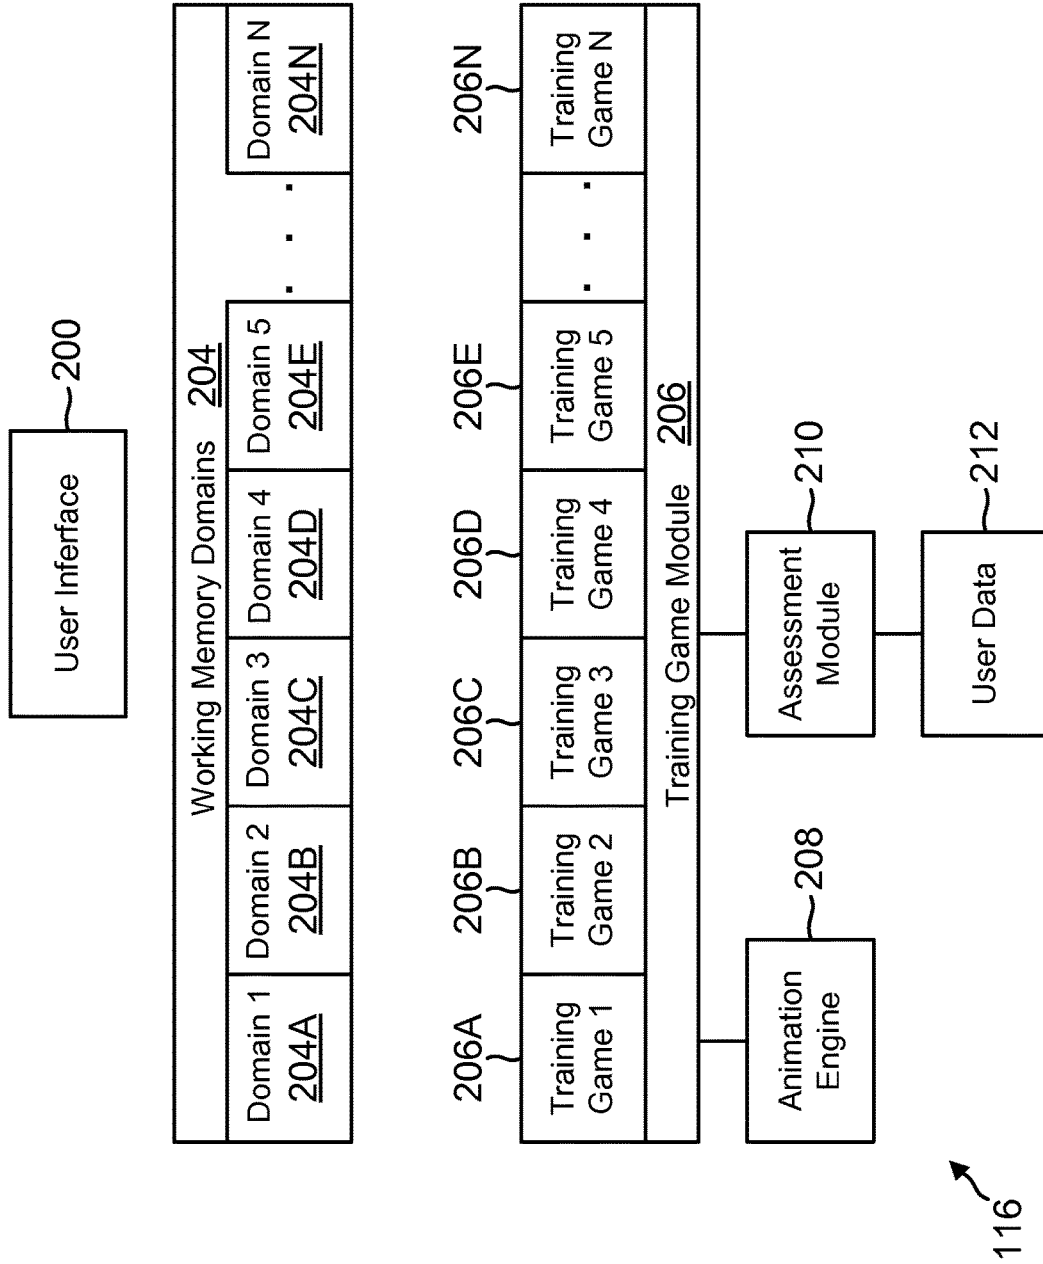 User Inferface
200
Working Memory Domains 204
Domain 1
204A
Domain 2
204B
Domain 3
204C
Domain 4
204D
Domain 5
204E
. . .
Domain N
204N
206A
206B
206C
206D
206E
206N
Training
Game 1
Training
Game 2
Training
Game 3
Training
Game 4
Training
Game 5
. . .
Training
Game N
Training Game Module 206
Animation
Engine
208
Assessment
Module
210
User Data
212
116